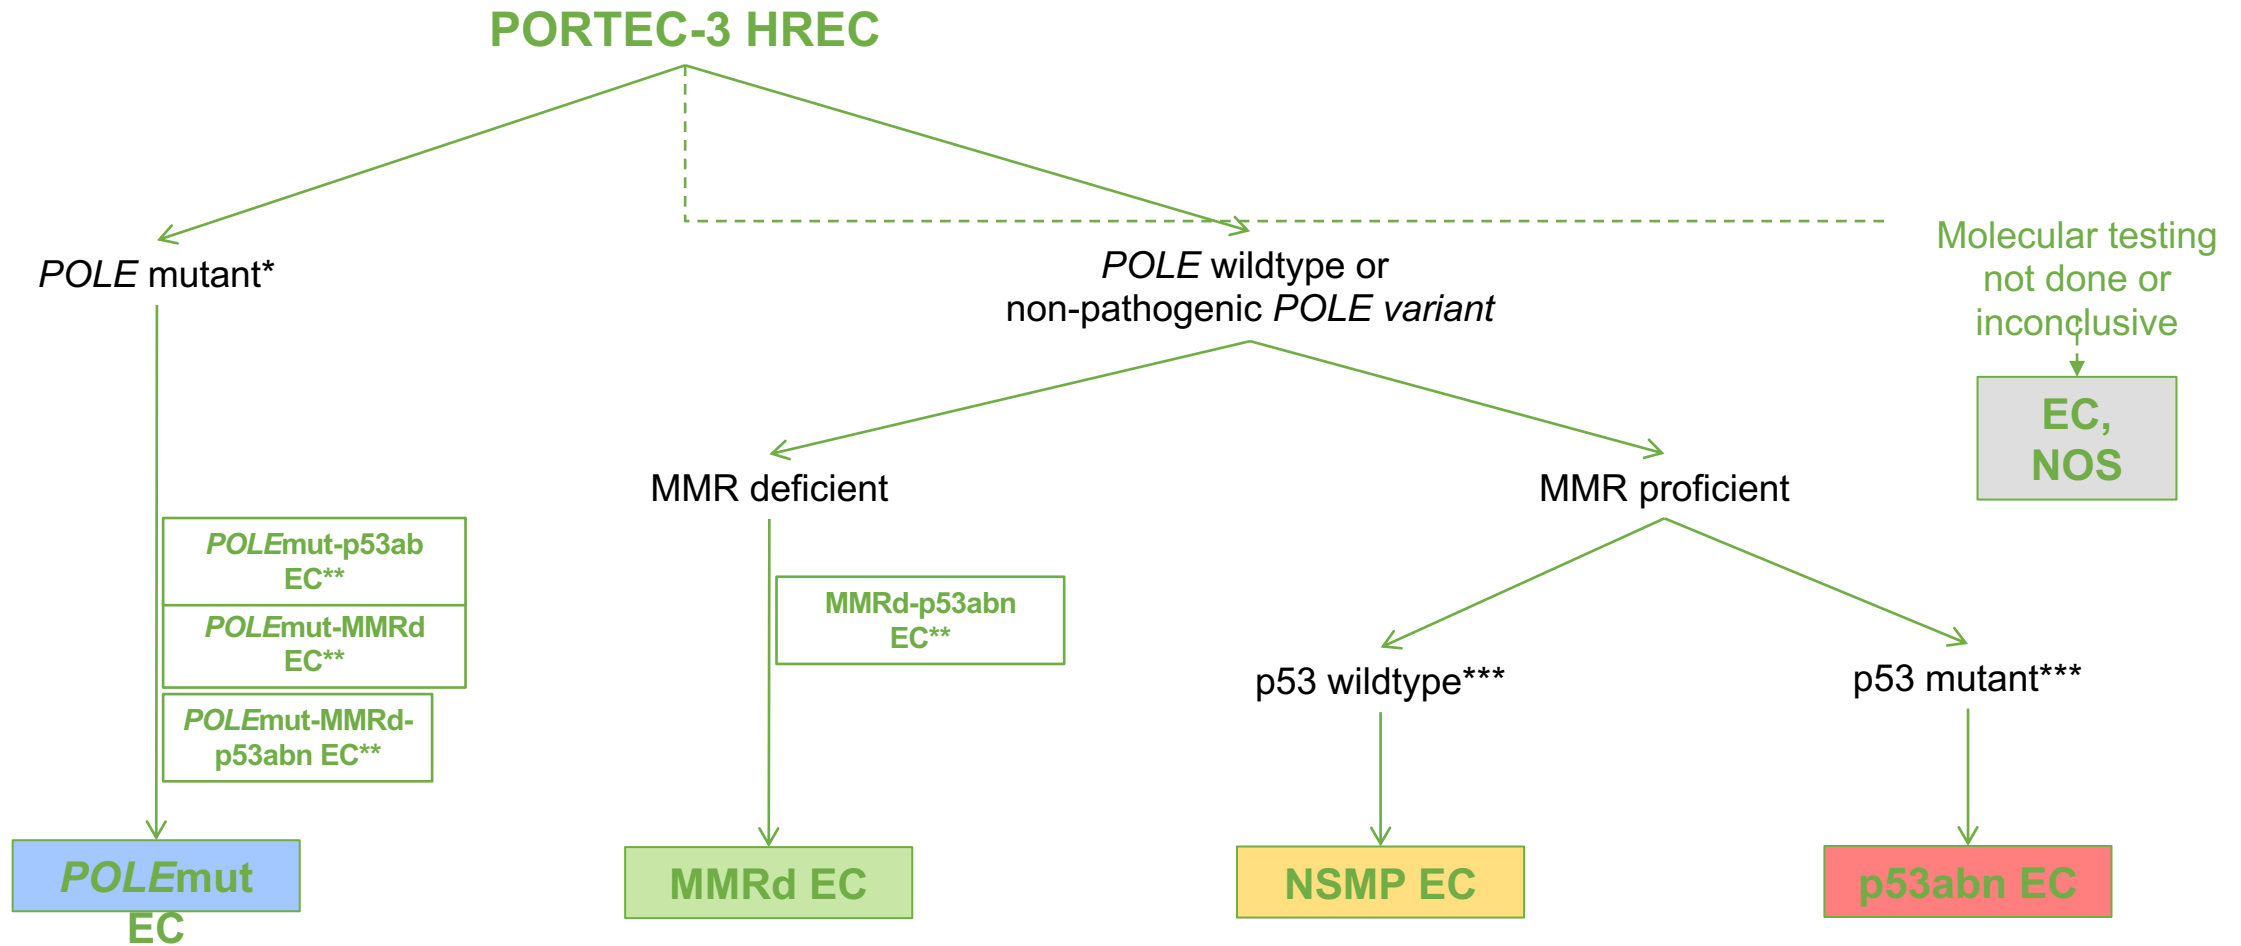 PORTEC-3 HREC
POLE mutant*
POLE wildtype or
non-pathogenic POLE variant
Molecular testing
not done or
inconclusive
EC,
NOS
MMR deficient
MMR proficient
POLEmut-p53ab
EC**
POLEmut-MMRd
EC**
POLEmut-MMRd-
p53abn EC**
MMRd-p53abn
EC**
p53 wildtype***
p53 mutant***
POLEmut
EC
MMRd EC
NSMP EC
p53abn EC